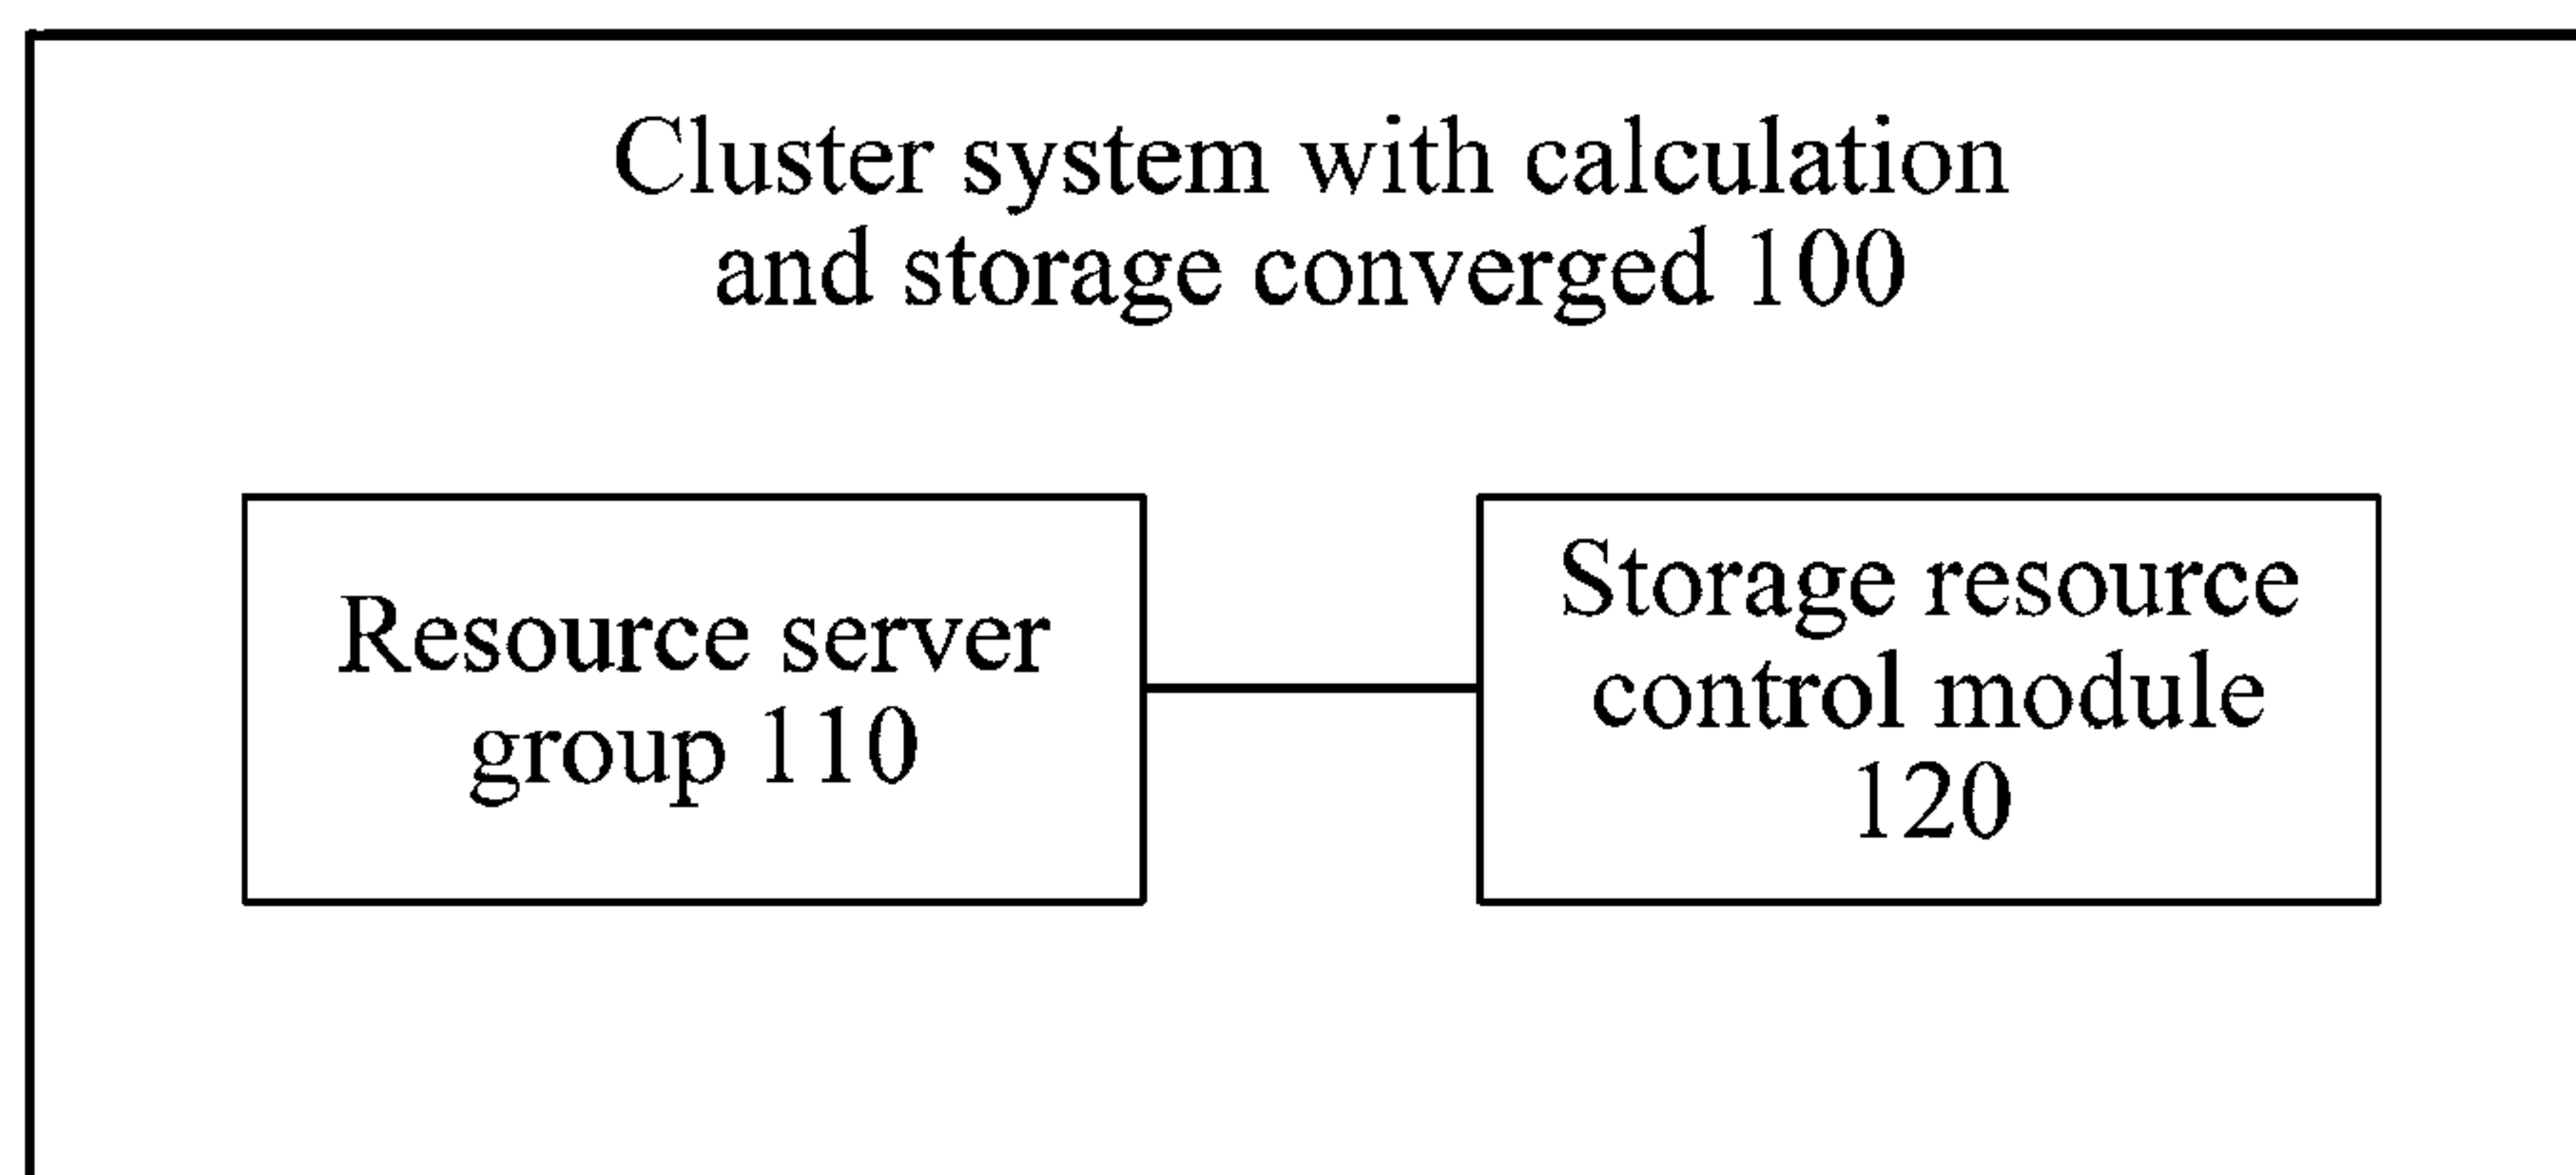 Cluster system with calculation
and storage converged 100
Resource server
group 110
Storage resource
control module
120